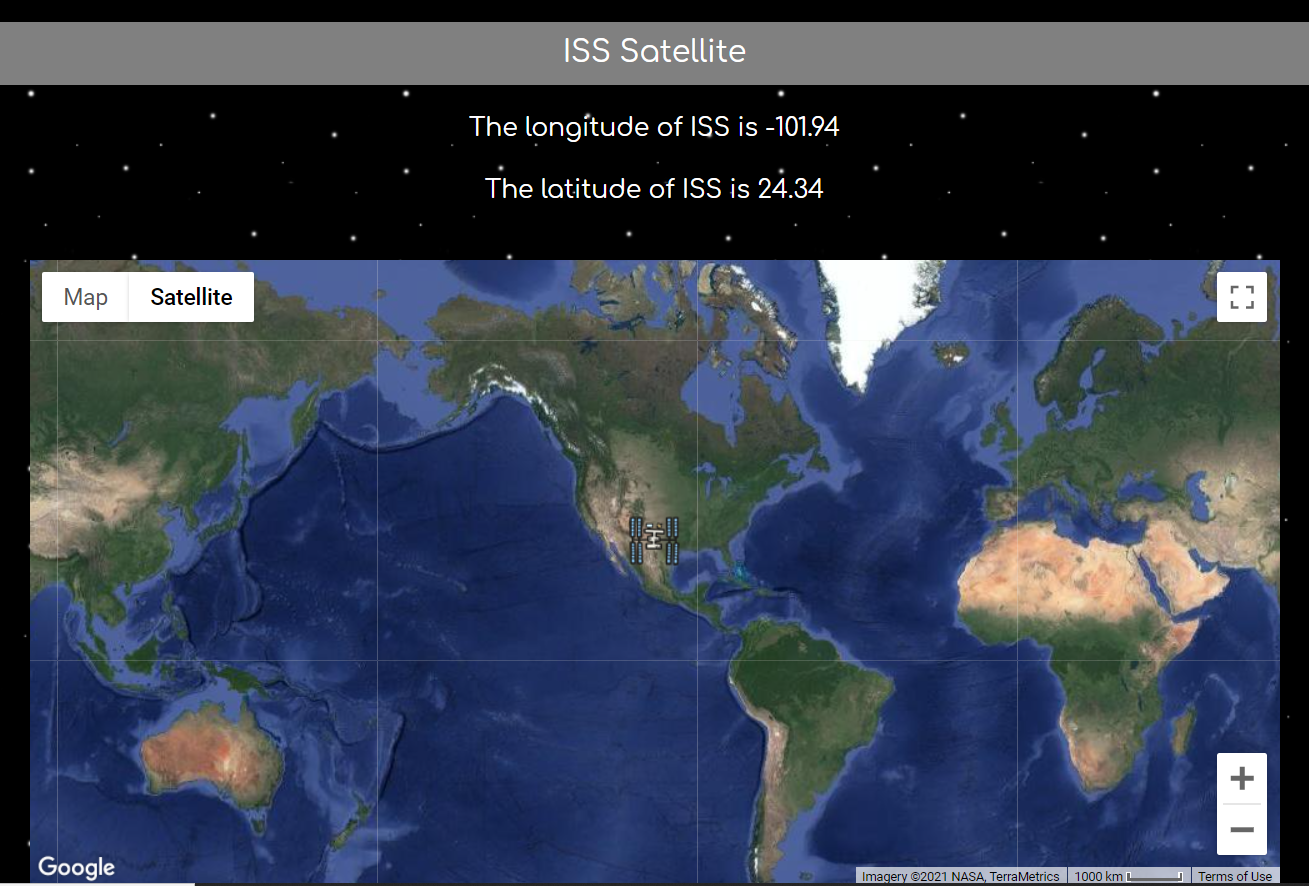 ISS Satellite
The longitude of ISS is -101.94
The latitude of ISS is 24.34
Map Satellite
Google
Imagery ©2021 NASA, TerraMetrics 1000 km Terms of Use